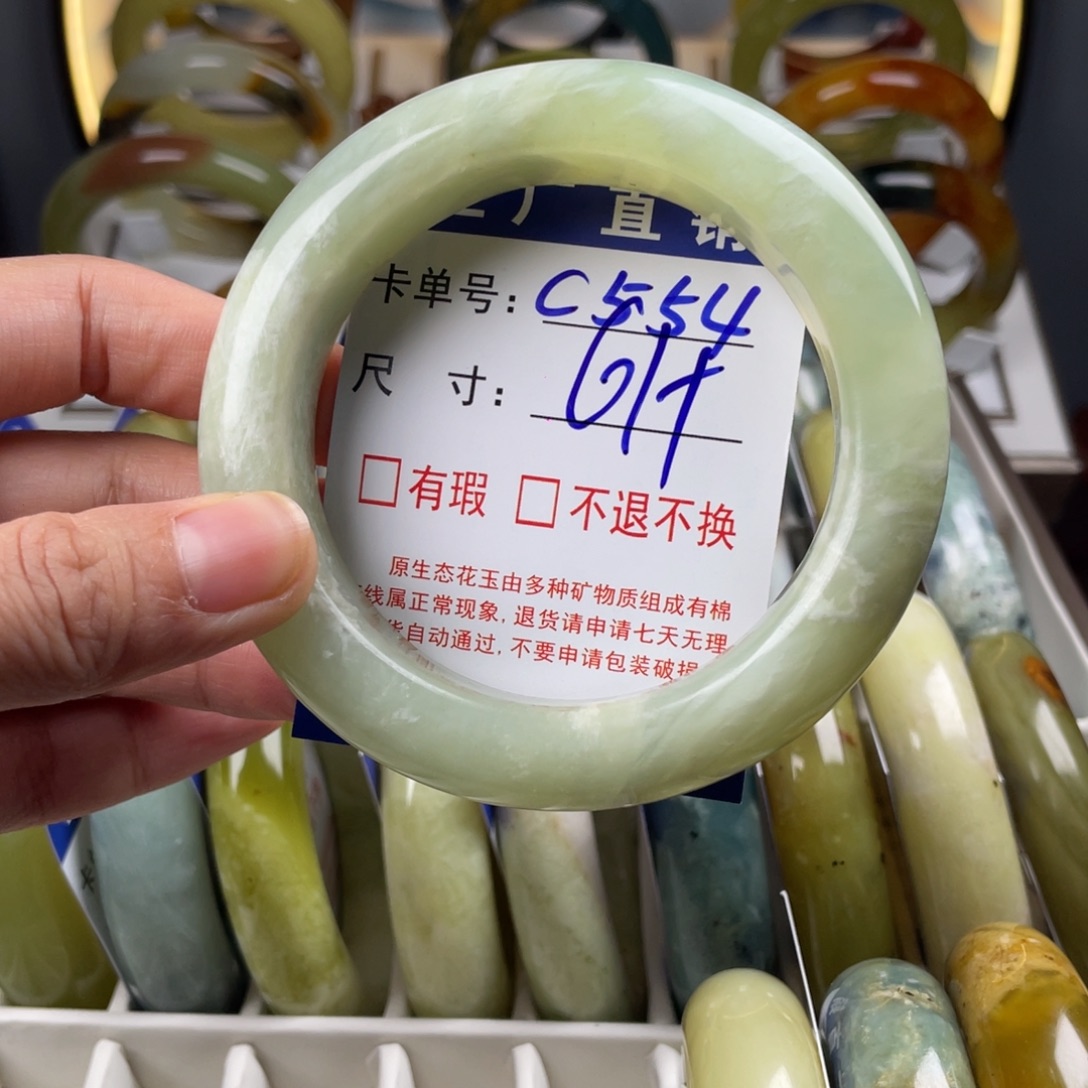 厂直销
卡单号：C554
尺 寸：61+
□有瑕 □不退不换
原生态花玉由多种矿物质组成有棉
线属正常现象，退货请申请七天无理
货自动通过，不要申请包装破损